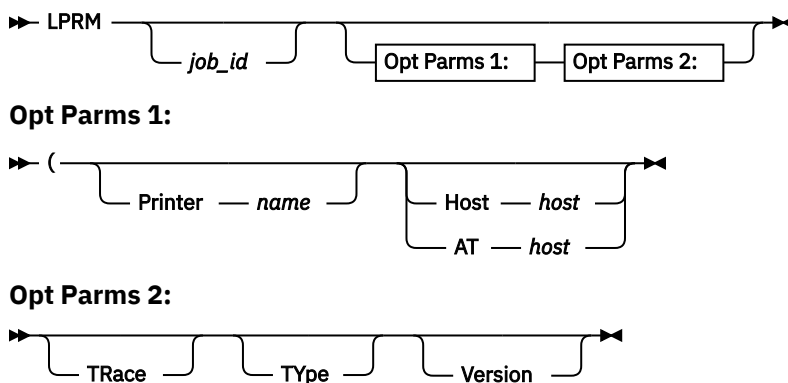 LPRM
job_id
Opt Parms 1: Opt Parms 2:
Opt Parms 1:
(
Printer name Host host
AT host
Opt Parms 2:
TRace TYpe Version